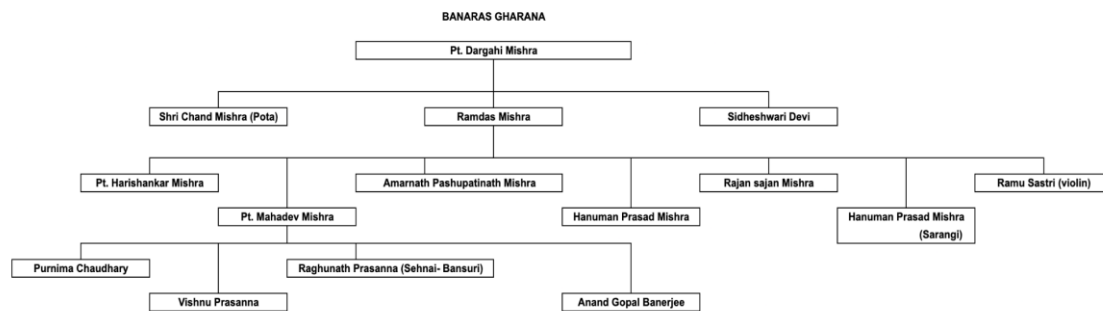 BANARAS GHARANA
Pt. Dargahi Mishra
Shri Chand Mishra (Pota)
Ramdas Mishra
Sidheshwari Devi
Pt. Harishankar Mishra
Amarnath Pashupatinath Mishra
Rajan sajan Mishra
Ramu Sastri (violin)
Pt. Mahadev Mishra
Hanuman Prasad Mishra
Hanuman Prasad Mishra
(Sarangi)
Purnima Chaudhary
Raghunath Prasanna (Sehnai- Bansuri)
Vishnu Prasanna
Anand Gopal Banerjee